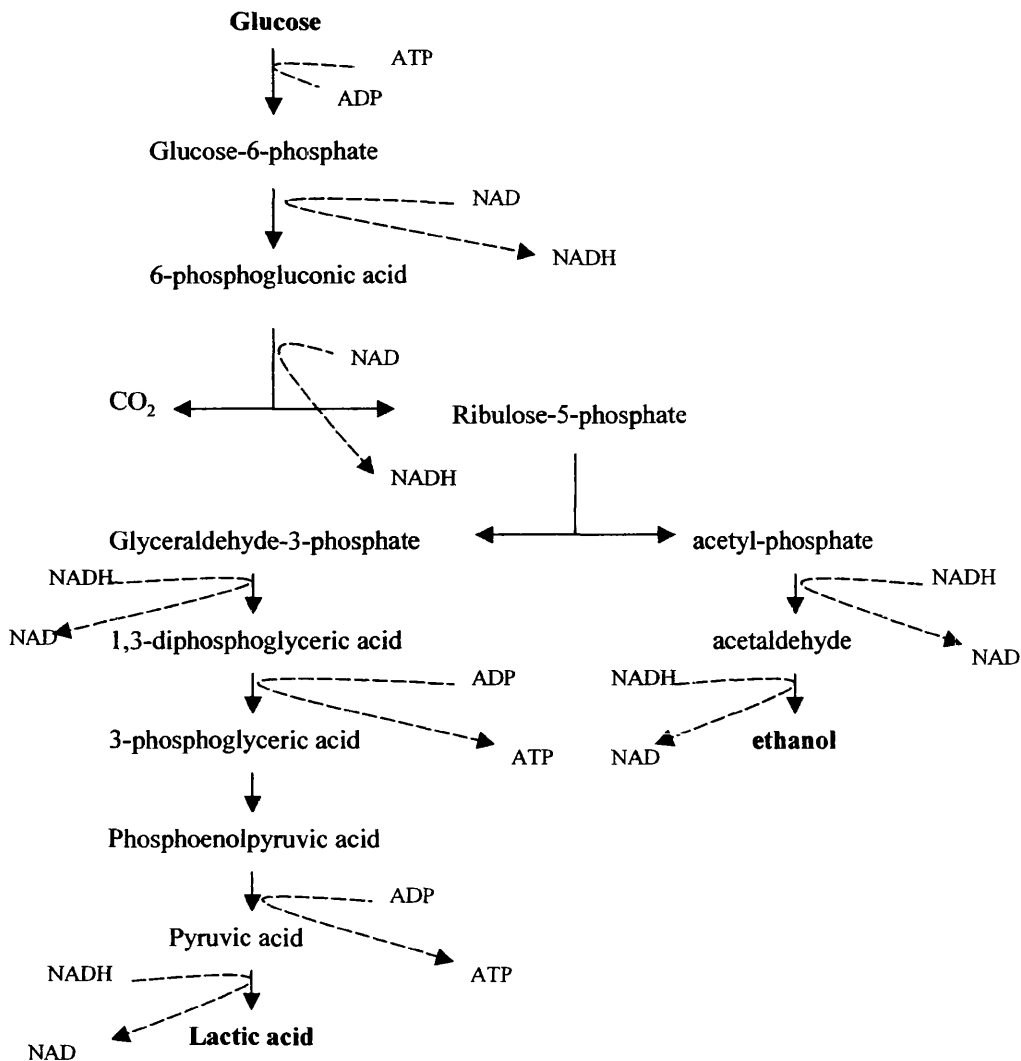 Glucose
ATP
ADP
Glucose-6-phosphate
NAD
NADH
6-phosphogluconic acid
NAD
CO₂
Ribulose-5-phosphate
NADH
Glyceraldehyde-3-phosphate
acetyl-phosphate
NADH
NADH
NAD
1,3-diphosphoglyceric acid
acetaldehyde
NAD
ADP
NADH
3-phosphoglyceric acid
ethanol
ATP
NAD
Phosphoenolpyruvic acid
ADP
Pyruvic acid
NADH
ATP
Lactic acid
NAD